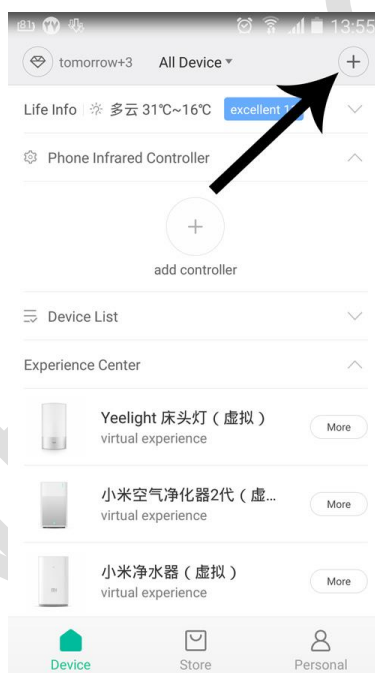 13:55
tomorrow+3 All Device
Life Info 多云 31℃~16℃ excellent
Phone Infrared Controller
add controller
Device List
Experience Center
Yeelight 床头灯（虚拟）
virtual experience
More
小米空气净化器2代（虚...
virtual experience
More
小米净水器（虚拟）
virtual experience
More
Device Store Personal